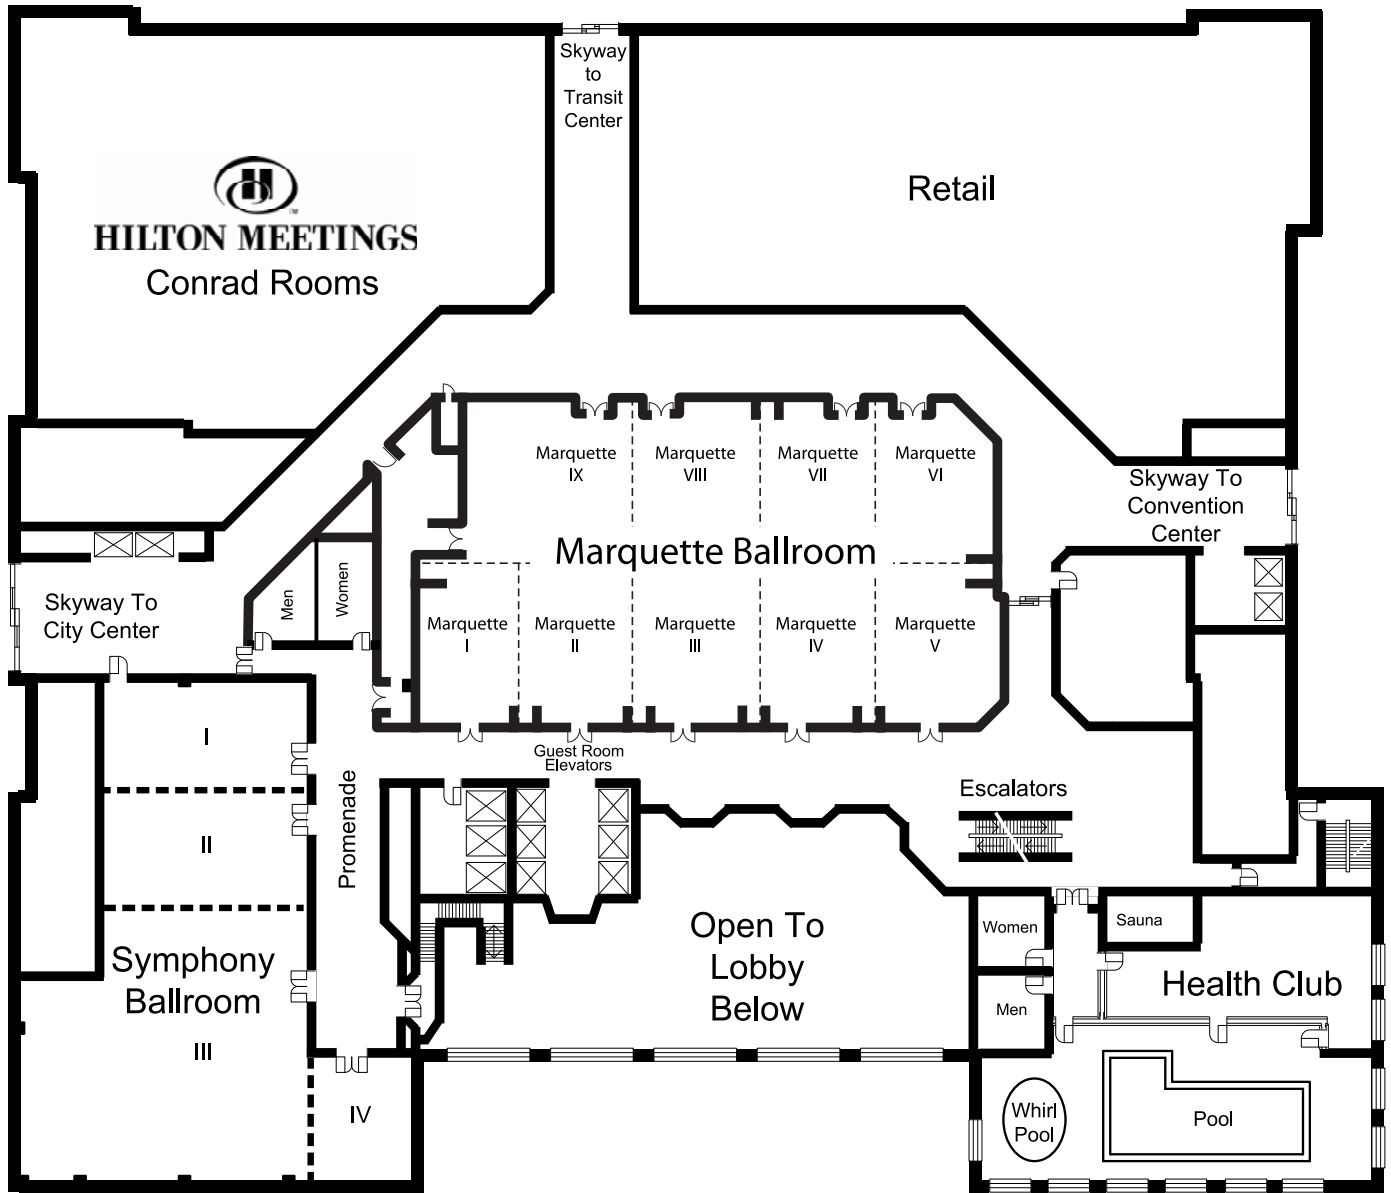 Skyway
to
Transit
Center
Retail
HILTON MEETINGS
Conrad Rooms
Marquette
IX
Marquette
VIII
Marquette
VII
Marquette
VI
Skyway To
Convention
Center
Marquette Ballroom
Skyway To
City Center
Men
Women
Marquette
I
Marquette
II
Marquette
III
Marquette
IV
Marquette
V
I
Guest Room
Elevators
Escalators
Promenade
II
Symphony
Ballroom
III
IV
Open To
Lobby
Below
Women
Sauna
Men
Health Club
Whirl
Pool
Pool